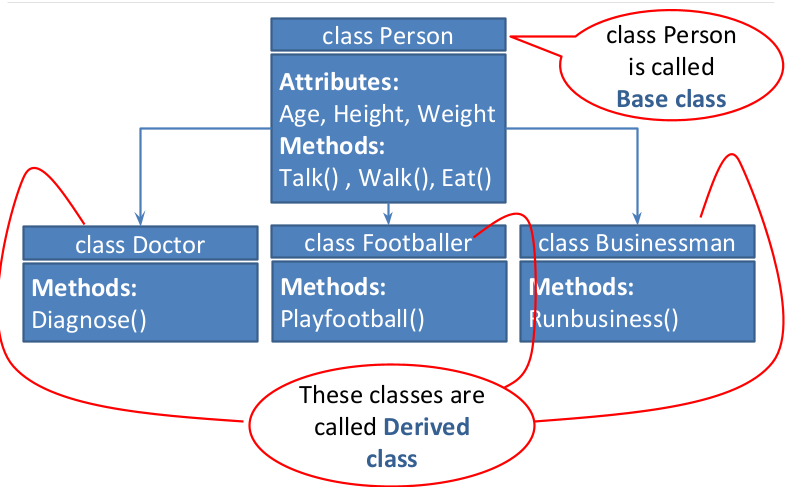 class Person
Attributes:
Age, Height, Weight
Methods:
Talk() , Walk(), Eat()
class Person
is called
Base class
class Doctor
Methods:
Diagnose()
class Footballer
Methods:
Playfootball()
class Businessman
Methods:
Runbusiness()
These classes are
called Derived
class